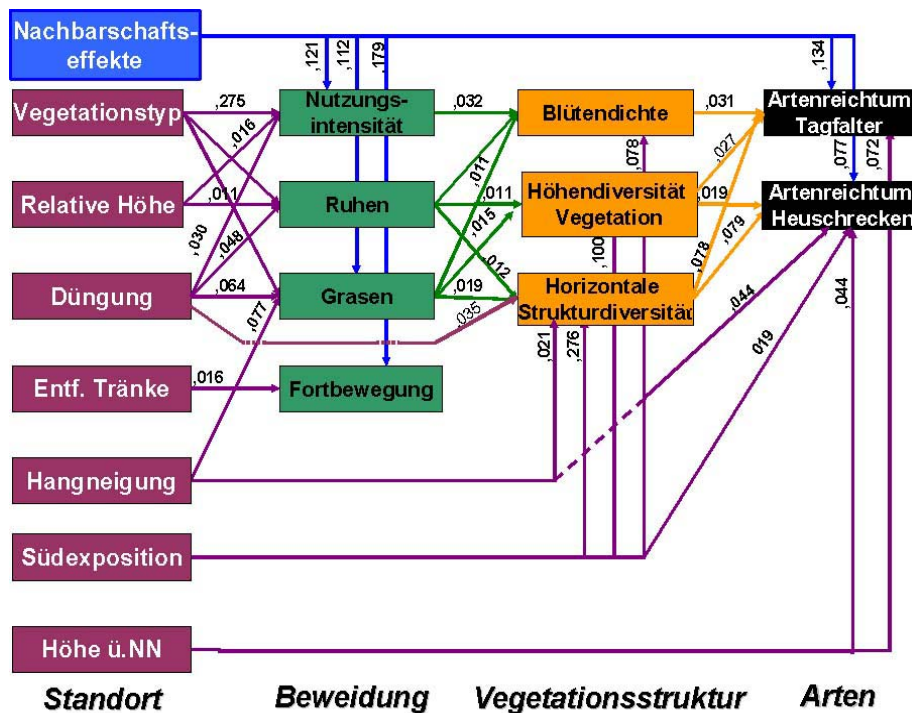 Nachbarschafts-
effekte
,121
,112
,179
,134
Vegetationstyp
,275
Nutzungs-
intensität
,032
Blütendichte
,031
Artenreichtum
Tagfalter
,016
,011
,078
,027
,077
,072
Relative Höhe
,011
Ruhen
,011
Höhendiversität
Vegetation
,019
Artenreichtum
Heuschrecken
,030
,048
,015
,012
,100
,078
,079
Düngung
,064
Grasen
,019
Horizontale
Strukturdiversität
,077
,035
,021
,276
,044
019
,044
Entf. Tränke
,016
Fortbewegung
Hangneigung
Südexposition
Höhe ü.NN
Standort
Beweidung
Vegetationsstruktur
Arten